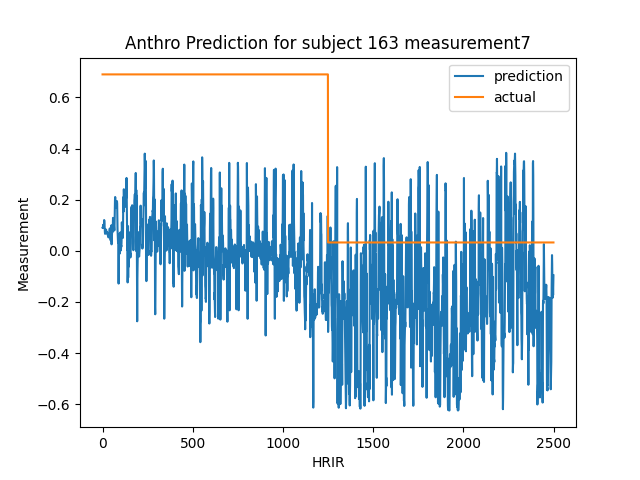 Anthro Prediction for subject 163 measurement7
prediction
actual
0.6
0.4
0.2
0.0
−0.2
−0.4
−0.6
Measurement
0
500
1000
1500
2000
2500
HRIR